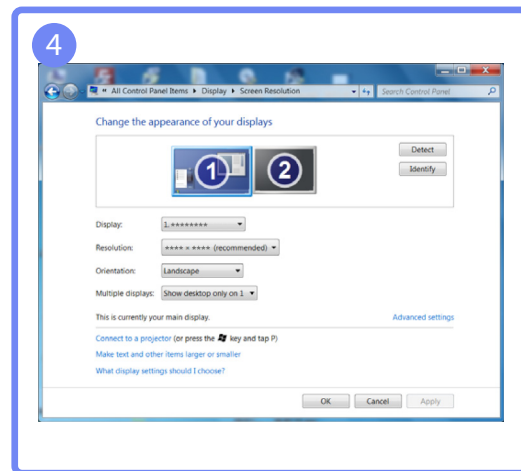 4
« All Control Panel Items ▸ Display ▸ Screen Resolution
Search Control Panel
Change the appearance of your displays
1 2
Detect
Identify
Display: 1. ********
Resolution: **** × **** (recommended)
Orientation: Landscape
Multiple displays: Show desktop only on 1
This is currently your main display.
Advanced settings
Connect to a projector (or press the key and tap P)
Make text and other items larger or smaller
What display settings should I choose?
OK Cancel Apply